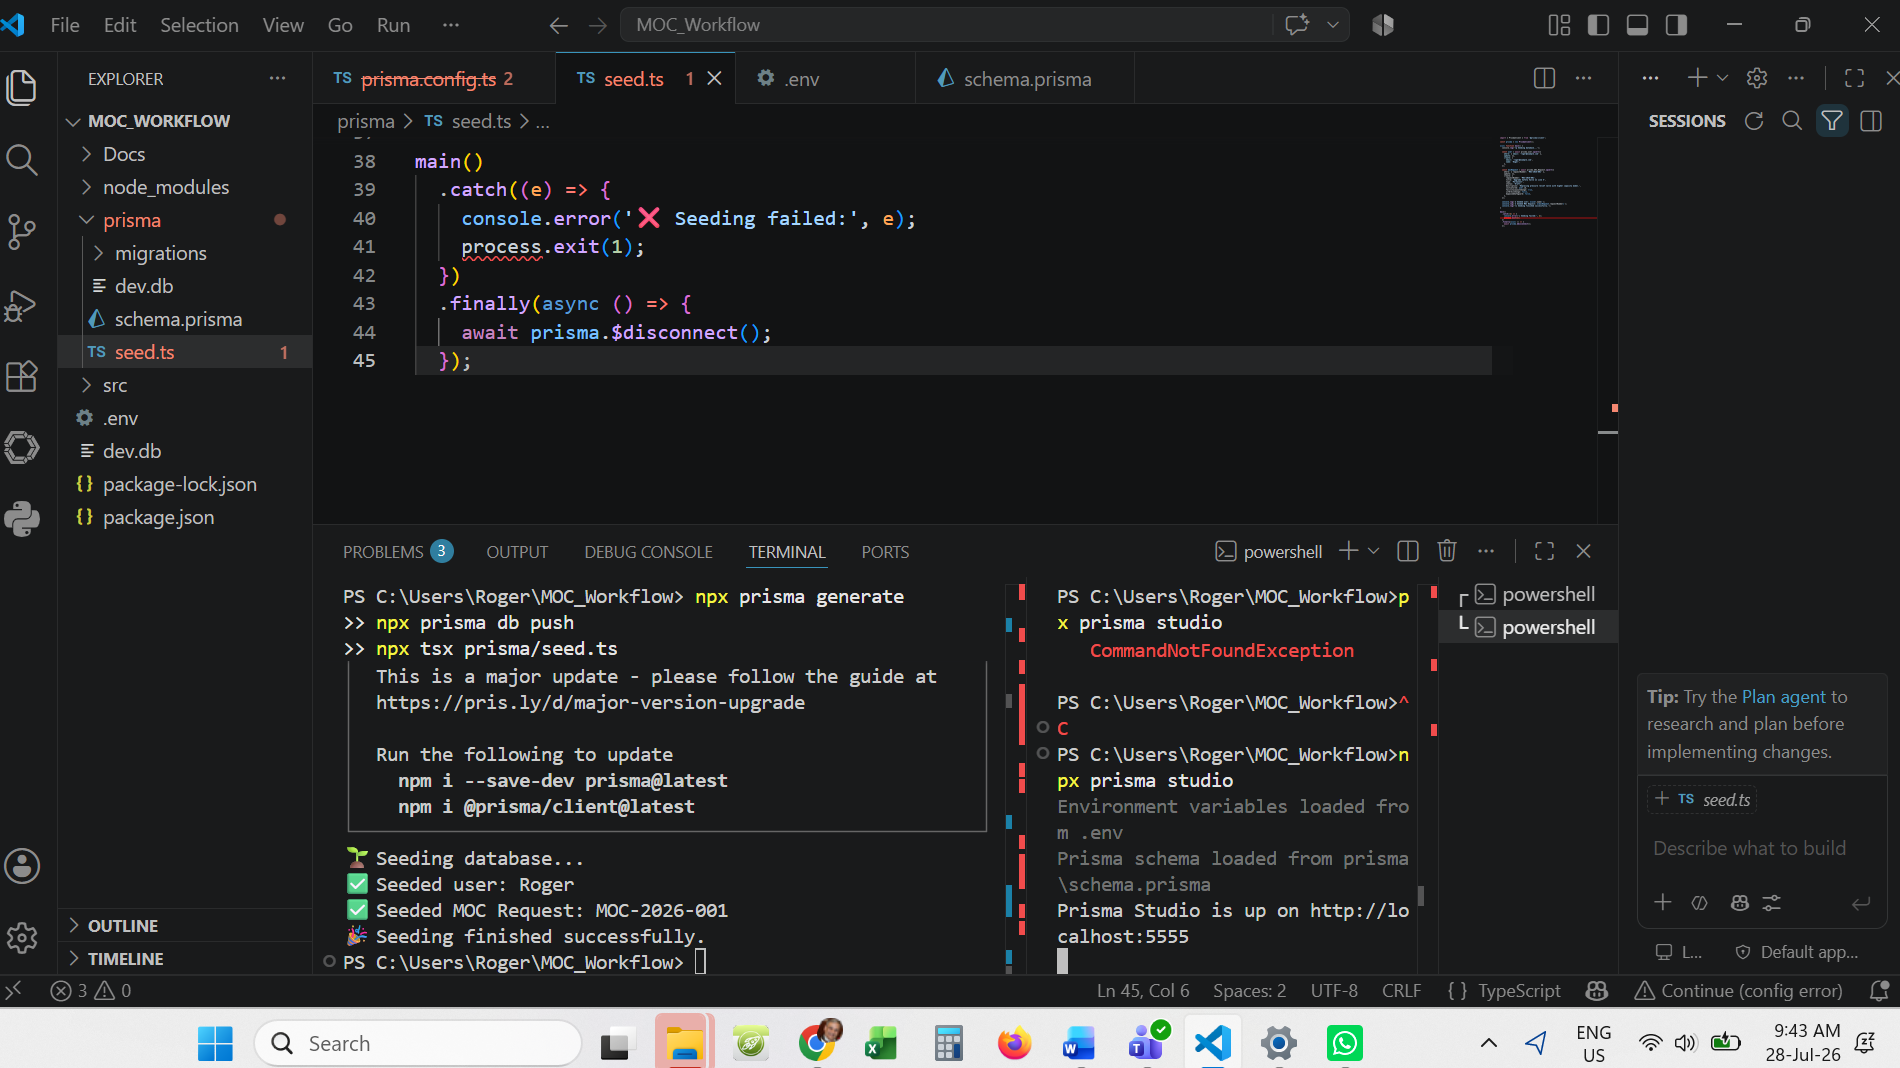 File Edit Selection View Go Run ···
MOC_Workflow
EXPLORER ···
MOC_WORKFLOW
Docs
node_modules
prisma
migrations
dev.db
schema.prisma
TS seed.ts 1
src
.env
dev.db
{} package-lock.json
{} package.json
OUTLINE
TIMELINE
TS prisma.config.ts 2
TS seed.ts 1
.env
schema.prisma
prisma > TS seed.ts > ...
38 main()
39 .catch((e) => {
40 console.error('❌ Seeding failed:', e);
41 process.exit(1);
42 })
43 .finally(async () => {
44 await prisma.$disconnect();
45 });
PROBLEMS 3 OUTPUT DEBUG CONSOLE TERMINAL PORTS
powershell
PS C:\Users\Roger\MOC_Workflow> npx prisma generate
>> npx prisma db push
>> npx tsx prisma/seed.ts
This is a major update - please follow the guide at
https://pris.ly/d/major-version-upgrade
Run the following to update
npm i --save-dev prisma@latest
npm i @prisma/client@latest
🌱 Seeding database...
✅ Seeded user: Roger
✅ Seeded MOC Request: MOC-2026-001
🎉 Seeding finished successfully.
PS C:\Users\Roger\MOC_Workflow>
PS C:\Users\Roger\MOC_Workflow>p
x prisma studio
CommandNotFoundException
PS C:\Users\Roger\MOC_Workflow>^
C
PS C:\Users\Roger\MOC_Workflow>n
px prisma studio
Environment variables loaded fro
m .env
Prisma schema loaded from prisma
\schema.prisma
Prisma Studio is up on http://lo
calhost:5555
powershell
powershell
SESSIONS
Tip: Try the Plan agent to
research and plan before
implementing changes.
TS seed.ts
Describe what to build
L...
Default app...
3 0
Ln 45, Col 6
Spaces: 2
UTF-8
CRLF
{ } TypeScript
Continue (config error)
Search
ENG
US
9:43 AM
28-Jul-26